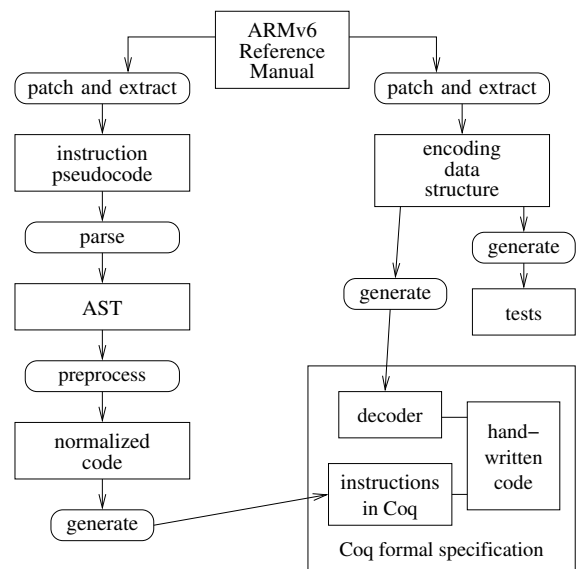 ARMv6
Reference
Manual
patch and extract
patch and extract
instruction
pseudocode
encoding
data
structure
parse
generate
generate
AST
tests
preprocess
decoder
hand−
written
code
normalized
code
instructions
in Coq
generate
Coq formal specification